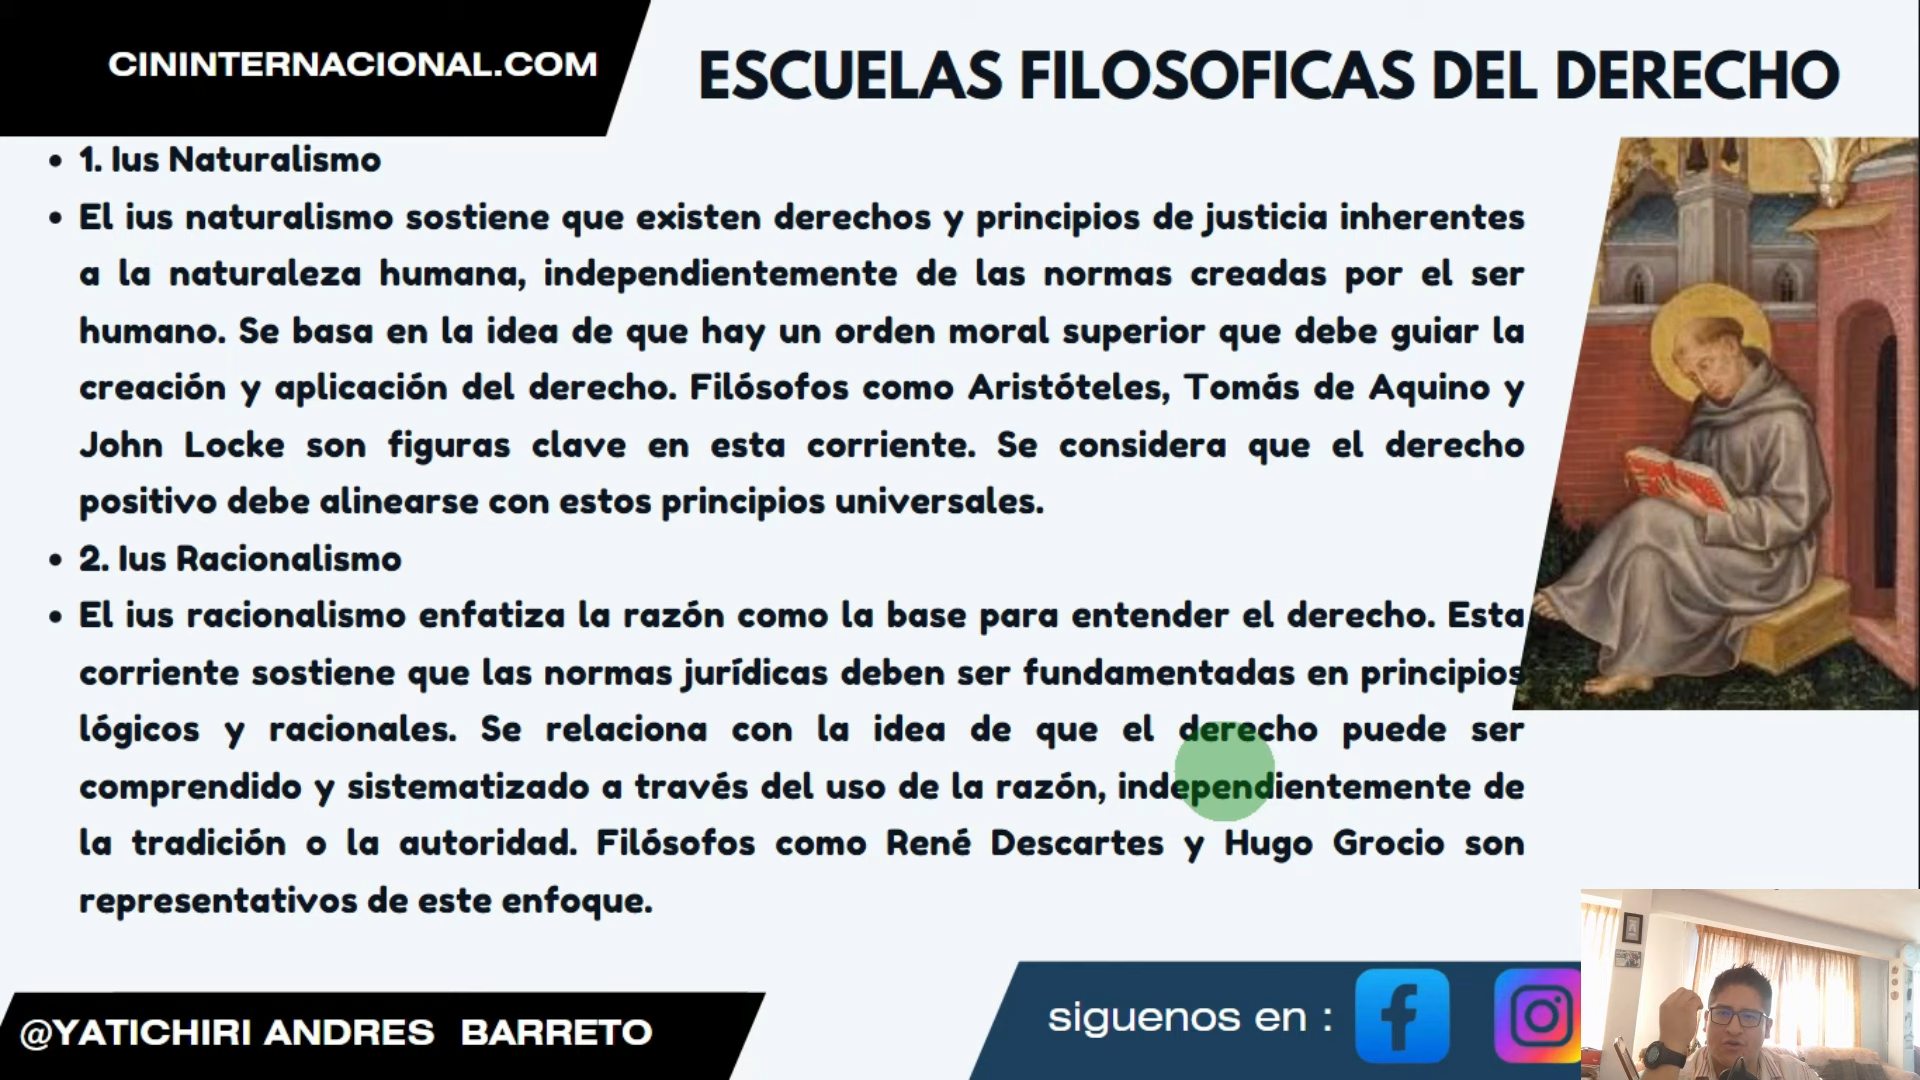 CININTERNACIONAL.COM
ESCUELAS FILOSOFICAS DEL DERECHO
• 1. Ius Naturalismo
• El ius naturalismo sostiene que existen derechos y principios de justicia inherentes
a la naturaleza humana, independientemente de las normas creadas por el ser
humano. Se basa en la idea de que hay un orden moral superior que debe guiar la
creación y aplicación del derecho. Filósofos como Aristóteles, Tomás de Aquino y
John Locke son figuras clave en esta corriente. Se considera que el derecho
positivo debe alinearse con estos principios universales.
• 2. Ius Racionalismo
• El ius racionalismo enfatiza la razón como la base para entender el derecho. Esta
corriente sostiene que las normas jurídicas deben ser fundamentadas en principios
lógicos y racionales. Se relaciona con la idea de que el derecho puede ser
comprendido y sistematizado a través del uso de la razón, independientemente de
la tradición o la autoridad. Filósofos como René Descartes y Hugo Grocio son
representativos de este enfoque.
@YATICHIRI ANDRES BARRETO
siguenos en :